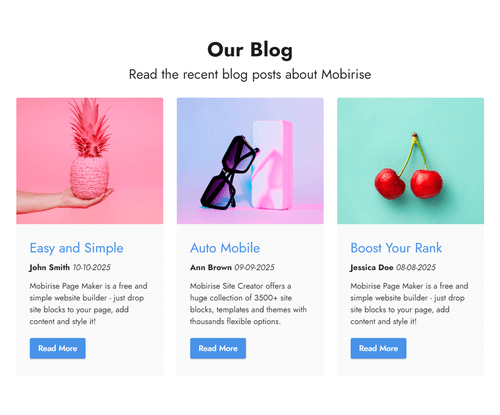 Our Blog
Read the recent blog posts about Mobirise
Easy and Simple
John Smith 10-10-2025
Mobirise Page Maker is a free and
simple website builder - just drop
site blocks to your page, add
content and style it!
Read More
Auto Mobile
Ann Brown 09-09-2025
Mobirise Site Creator offers a
huge collection of 3500+ site
blocks, templates and themes with
thousands flexible options.
Read More
Boost Your Rank
Jessica Doe 08-08-2025
Mobirise Page Maker is a free and
simple website builder - just drop
site blocks to your page, add
content and style it!
Read More